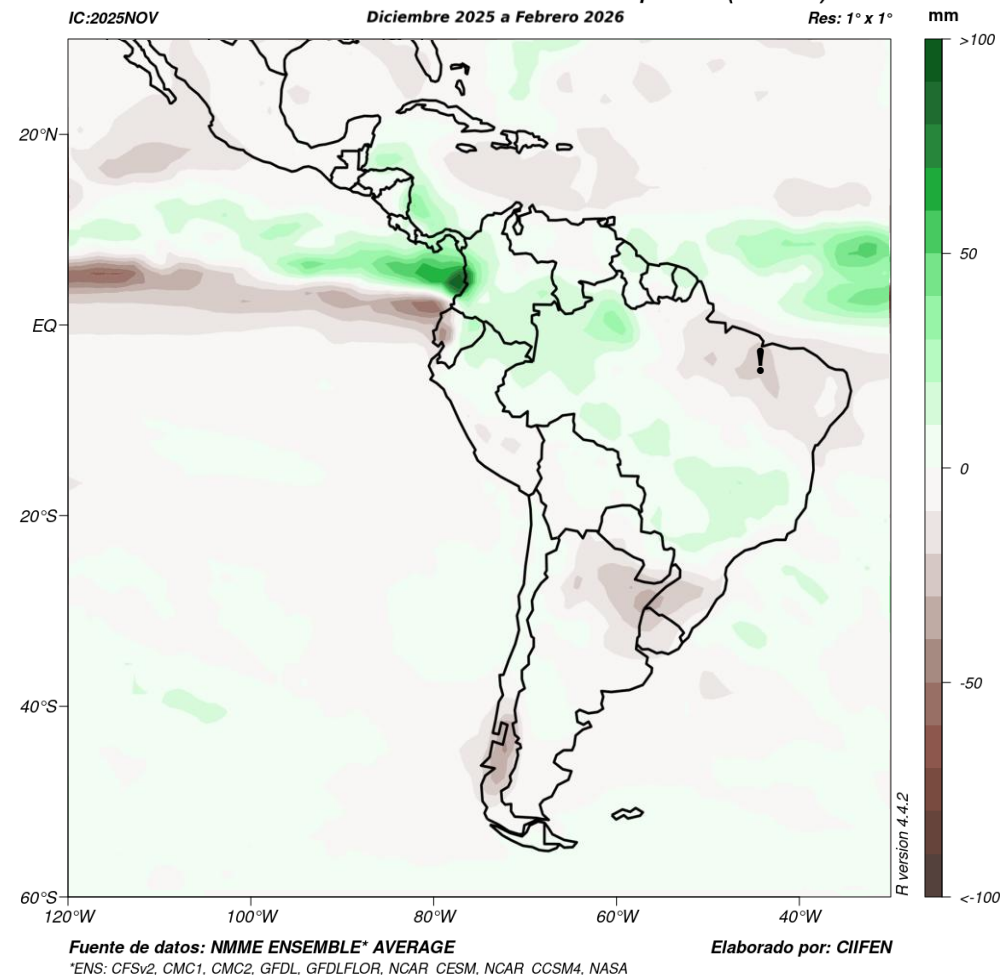 IC:2025NOV
Diciembre 2025 a Febrero 2026
Res: 1° x 1°
mm
>100
50
0
-50
<-100
20°N
EQ
20°S
40°S
60°S
120°W
100°W
80°W
60°W
40°W
!
R version 4.4.2
Fuente de datos: NMME ENSEMBLE* AVERAGE
Elaborado por: CIIFEN
*ENS: CFSv2, CMC1, CMC2, GFDL, GFDLFLOR, NCAR_CESM, NCAR_CCSM4, NASA